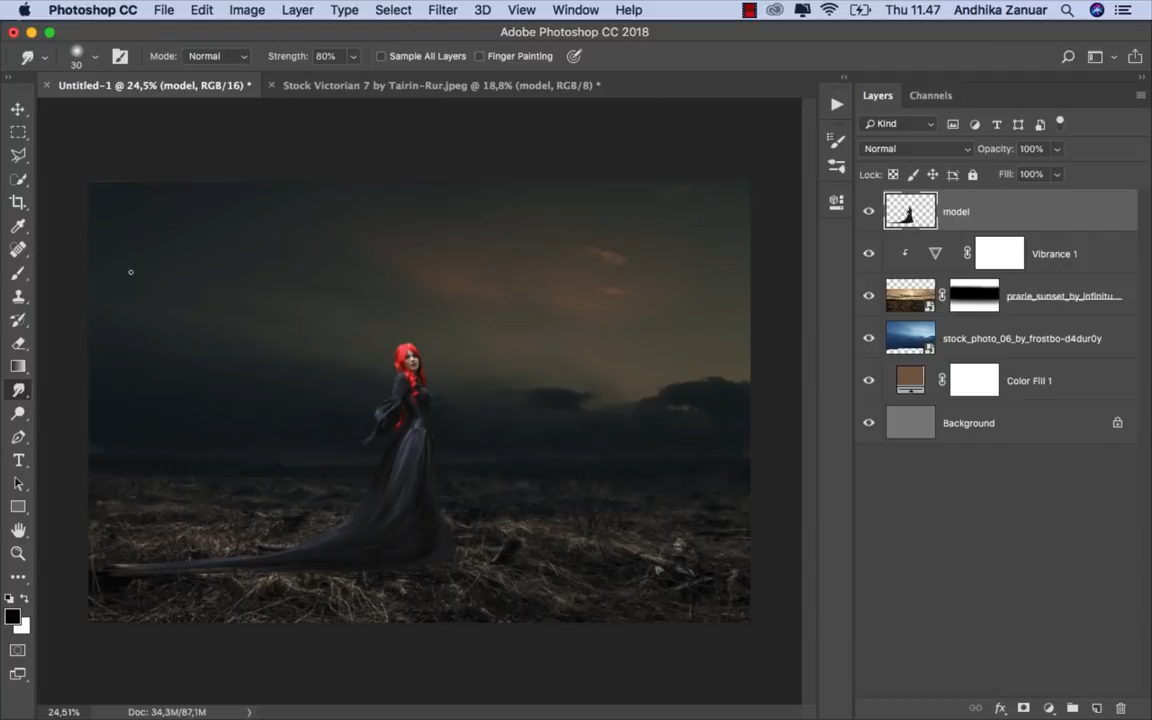 Photoshop CC File Edit Image Layer Type Select Filter 3D View Window Help Thu 11.47 Andhika Zanuar
Adobe Photoshop CC 2018
30 Mode: Normal Strength: 80% Sample All Layers Finger Painting
Untitled-1 @ 24,5% (model, RGB/16) * Stock Victorian 7 by Tairin-Rur.jpeg @ 18,8% (model, RGB/8) *
Layers Channels
Kind
Normal Opacity: 100%
Lock: Fill: 100%
model
Vibrance 1
prarie_sunset_by_infinitu...
stock_photo_06_by_frostbo-d4dur0y
Color Fill 1
Background
24,51% Doc: 34,3M/87,1M